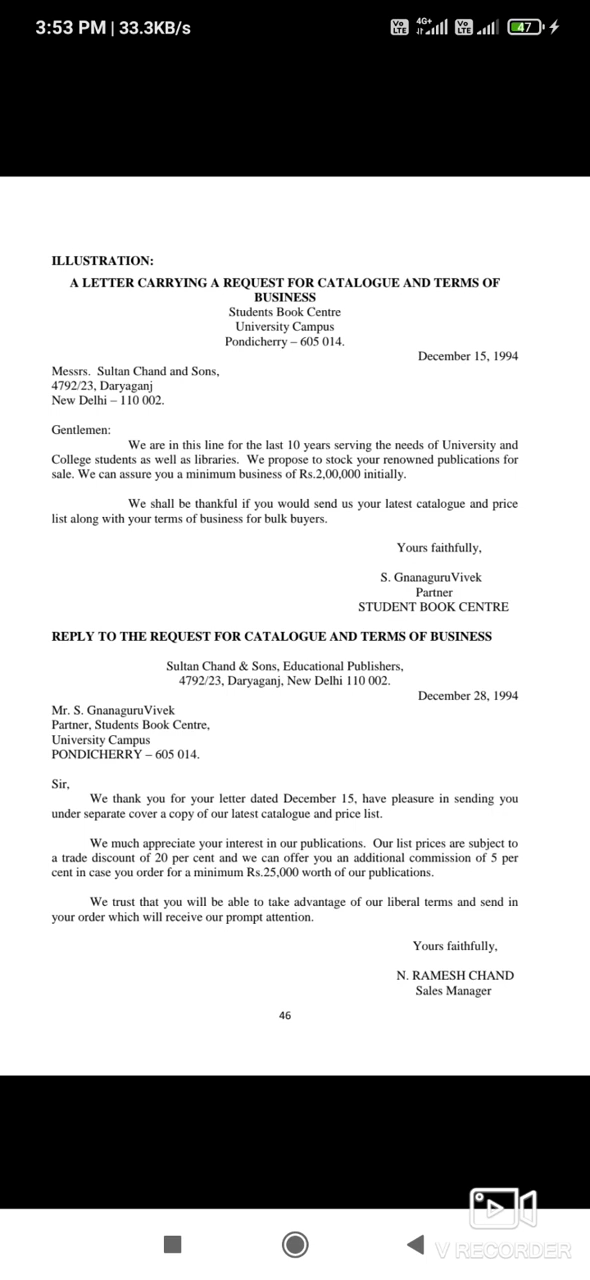 3:53 PM | 33.3KB/s
Vo LTE 4G+ Vo LTE 47
ILLUSTRATION:
A LETTER CARRYING A REQUEST FOR CATALOGUE AND TERMS OF
BUSINESS
Students Book Centre
University Campus
Pondicherry – 605 014.
December 15, 1994
Messrs. Sultan Chand and Sons,
4792/23, Daryaganj
New Delhi – 110 002.
Gentlemen:
We are in this line for the last 10 years serving the needs of University and
College students as well as libraries. We propose to stock your renowned publications for
sale. We can assure you a minimum business of Rs.2,00,000 initially.
We shall be thankful if you would send us your latest catalogue and price
list along with your terms of business for bulk buyers.
Yours faithfully,
S. GnanaguruVivek
Partner
STUDENT BOOK CENTRE
REPLY TO THE REQUEST FOR CATALOGUE AND TERMS OF BUSINESS
Sultan Chand & Sons, Educational Publishers,
4792/23, Daryaganj, New Delhi 110 002.
December 28, 1994
Mr. S. GnanaguruVivek
Partner, Students Book Centre,
University Campus
PONDICHERRY – 605 014.
Sir,
We thank you for your letter dated December 15, have pleasure in sending you
under separate cover a copy of our latest catalogue and price list.
We much appreciate your interest in our publications. Our list prices are subject to
a trade discount of 20 per cent and we can offer you an additional commission of 5 per
cent in case you order for a minimum Rs.25,000 worth of our publications.
We trust that you will be able to take advantage of our liberal terms and send in
your order which will receive our prompt attention.
Yours faithfully,
N. RAMESH CHAND
Sales Manager
46
V RECORDER